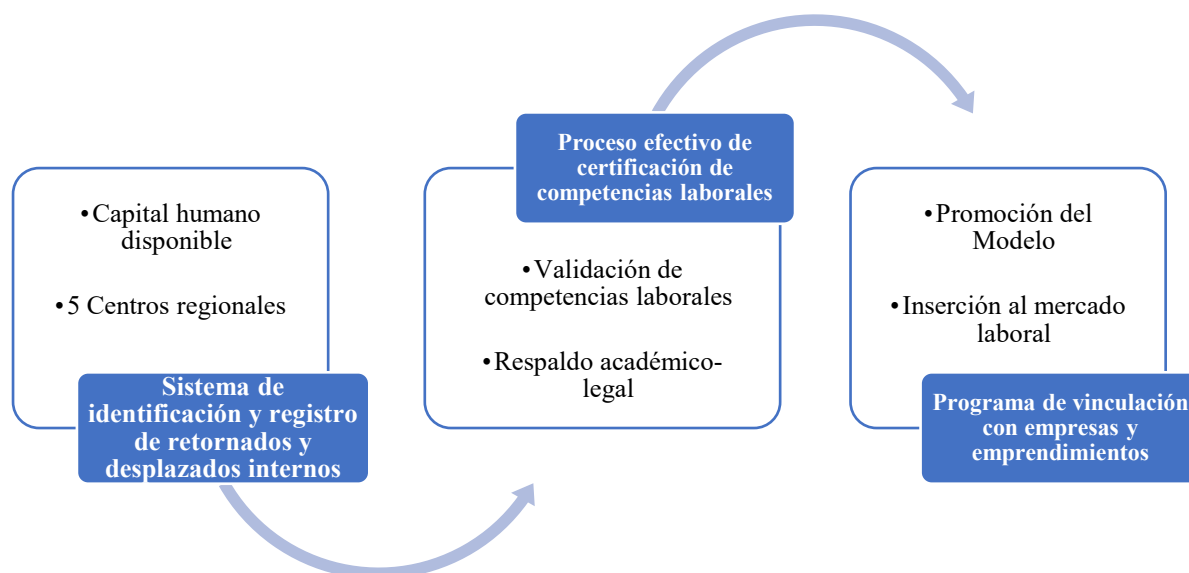 •Capital humano
disponible
•5 Centros regionales
Sistema de
identificación y registro
de retornados y
desplazados internos
Proceso efectivo de
certificación de
competencias laborales
•Validación de
competencias laborales
•Respaldo académico-
legal
•Promoción del
Modelo
•Inserción al mercado
laboral
Programa de vinculación
con empresas y
emprendimientos